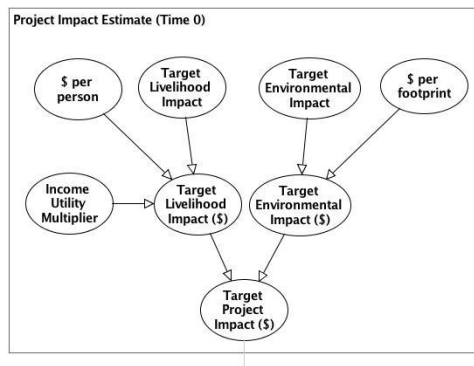 Project Impact Estimate (Time 0)
$ per
person
Target
Livelihood
Impact
Target
Environmental
Impact
$ per
footprint
Income
Utility
Multiplier
Target
Livelihood
Impact ($)
Target
Environmental
Impact ($)
Target
Project
Impact ($)